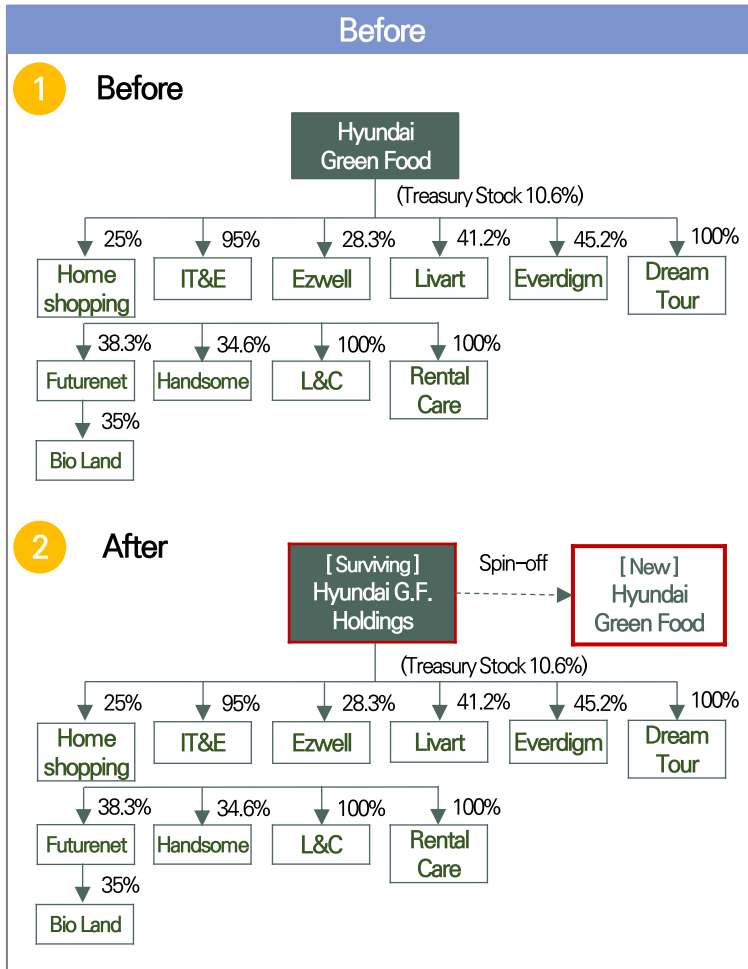 Before
1 Before
Hyundai
Green Food
(Treasury Stock 10.6%)
25% 95% 28.3% 41.2% 45.2% 100%
Home
shopping
IT&E
Ezwell
Livart
Everdigm
Dream
Tour
38.3% 34.6% 100% 100%
Futurenet
Handsome
L&C
Rental
Care
35%
Bio Land
2 After
[ Surviving ]
Hyundai G.F.
Holdings
Spin-off
[ New ]
Hyundai
Green Food
(Treasury Stock 10.6%)
25% 95% 28.3% 41.2% 45.2% 100%
Home
shopping
IT&E
Ezwell
Livart
Everdigm
Dream
Tour
38.3% 34.6% 100% 100%
Futurenet
Handsome
L&C
Rental
Care
35%
Bio Land